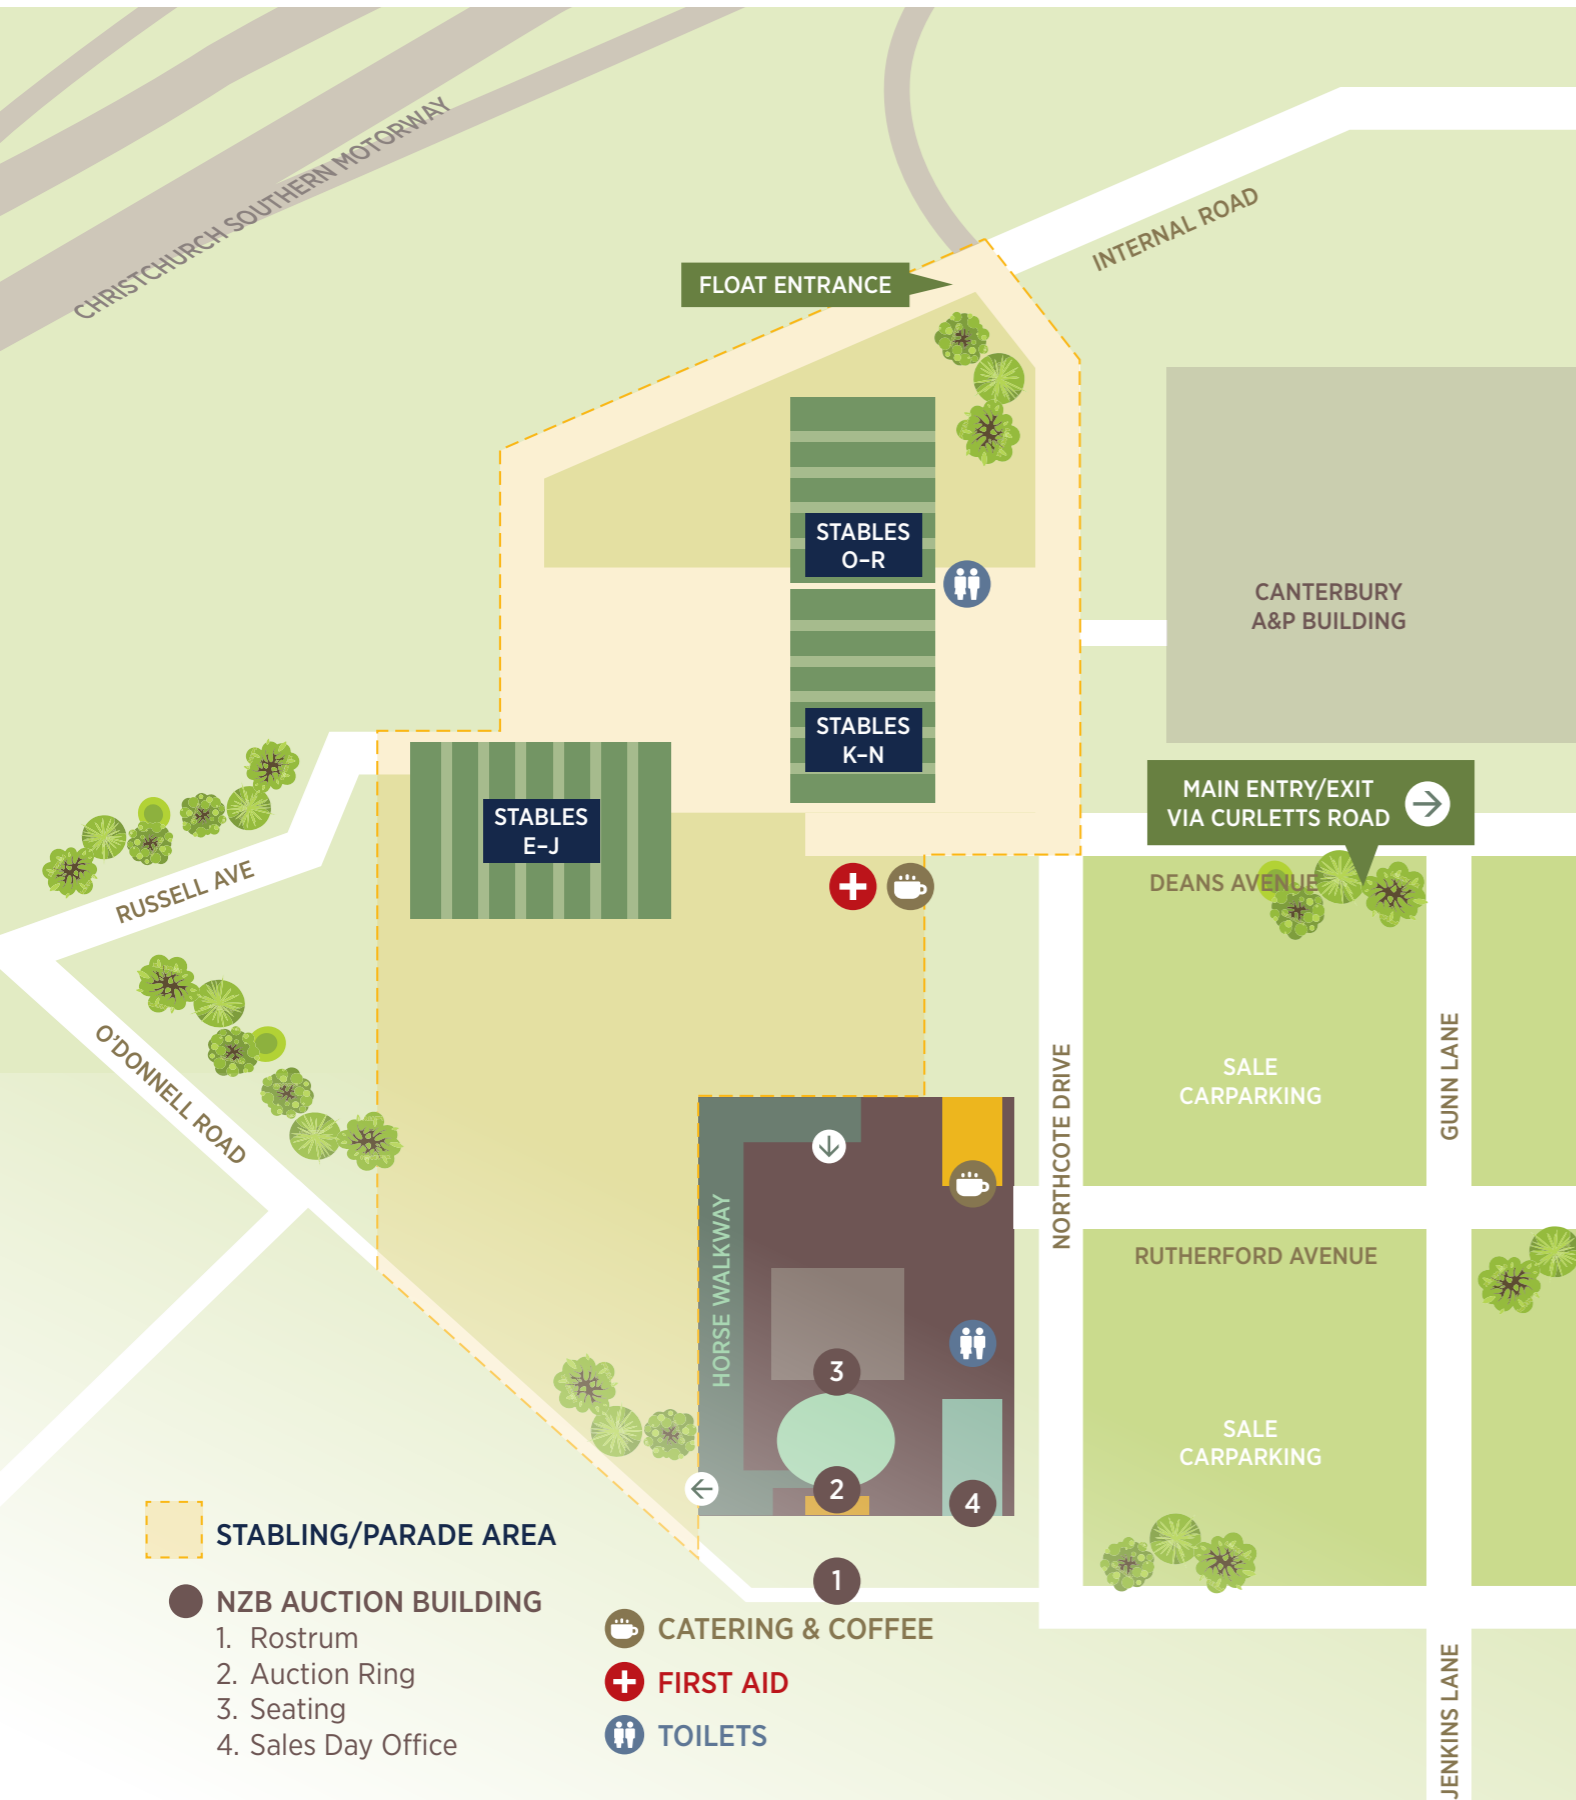 CHRISTCHURCH SOUTHERN MOTORWAY
INTERNAL ROAD
FLOAT ENTRANCE
STABLES
O–R
CANTERBURY
A&P BUILDING
STABLES
K–N
MAIN ENTRY/EXIT
VIA CURLETTS ROAD
STABLES
E–J
RUSSELL AVE
DEANS AVENUE
O'DONNELL ROAD
NORTHCOTE DRIVE
SALE
CARPARKING
GUNN LANE
HORSE WALKWAY
RUTHERFORD AVENUE
3
SALE
CARPARKING
2
4
1
STABLING/PARADE AREA
NZB AUCTION BUILDING
1. Rostrum
2. Auction Ring
3. Seating
4. Sales Day Office
CATERING & COFFEE
FIRST AID
TOILETS
JENKINS LANE